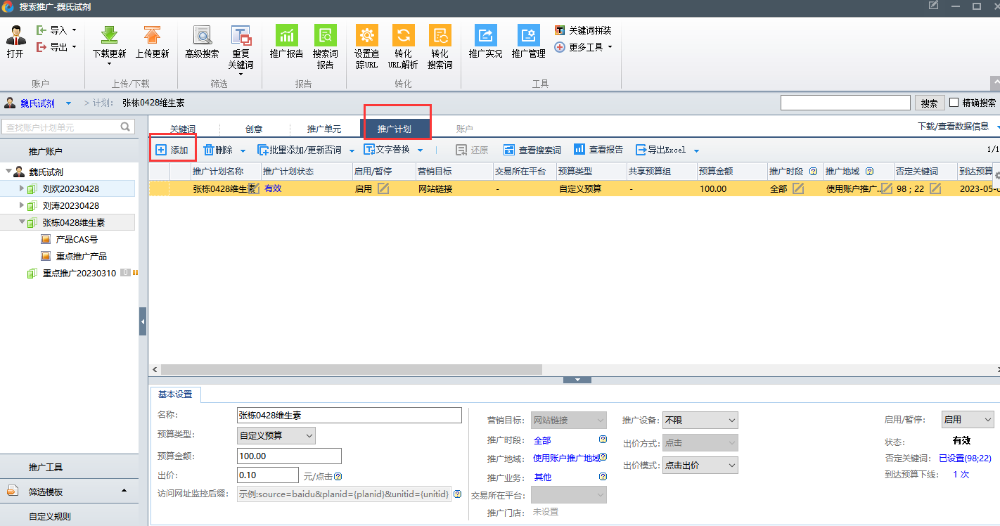 搜索推广-魏氏试剂
打开
导入
导出
账户
下载更新
上传更新
上传/下载
高级搜索
重复
关键词
筛选
推广报告
搜索词
报告
报告
设置追
踪URL
转化
URL解析
转化
搜索词
转化
推广实况
推广管理
关键词拼装
更多工具
工具
魏氏试剂 > 计划: 张栋0428维生素
搜索 精确搜索
查找账户计划单元
推广账户
魏氏试剂
刘欢20230428
刘涛20230428
张栋0428维生素
产品CAS号
重点推广产品
重点推广20230310 0
推广工具
筛选模板
自定义规则
关键词 创意 推广单元 推广计划 账户 下载/查看数据信息
添加 删除 批量添加/更新否词 文字替换 还原 查看搜索词 查看报告 导出Excel 1/1
推广计划名称 推广计划状态 启用/暂停 营销目标 交易所在平台 预算类型 共享预算组 预算金额 推广时段 推广地域 否定关键词 到达预算
张栋0428维生素 有效 启用 网站链接 - 自定义预算 - 100.00 全部 使用账户推广... 98 ; 22 2023-05-
基本设置
名称: 张栋0428维生素
预算类型: 自定义预算
预算金额: 100.00
出价: 0.10 元/点击
访问网址监控后缀: 示例:source=baidu&planid={planid}&unitid={unitid}
营销目标: 网站链接
推广时段: 全部
推广地域: 使用账户推广地域
推广业务: 其他
交易所在平台:
推广门店: 未设置
推广设备: 不限
出价方式: 点击
出价模式: 点击出价
启用/暂停: 启用
状态: 有效
否定关键词: 已设置(98;22)
到达预算下线: 1 次